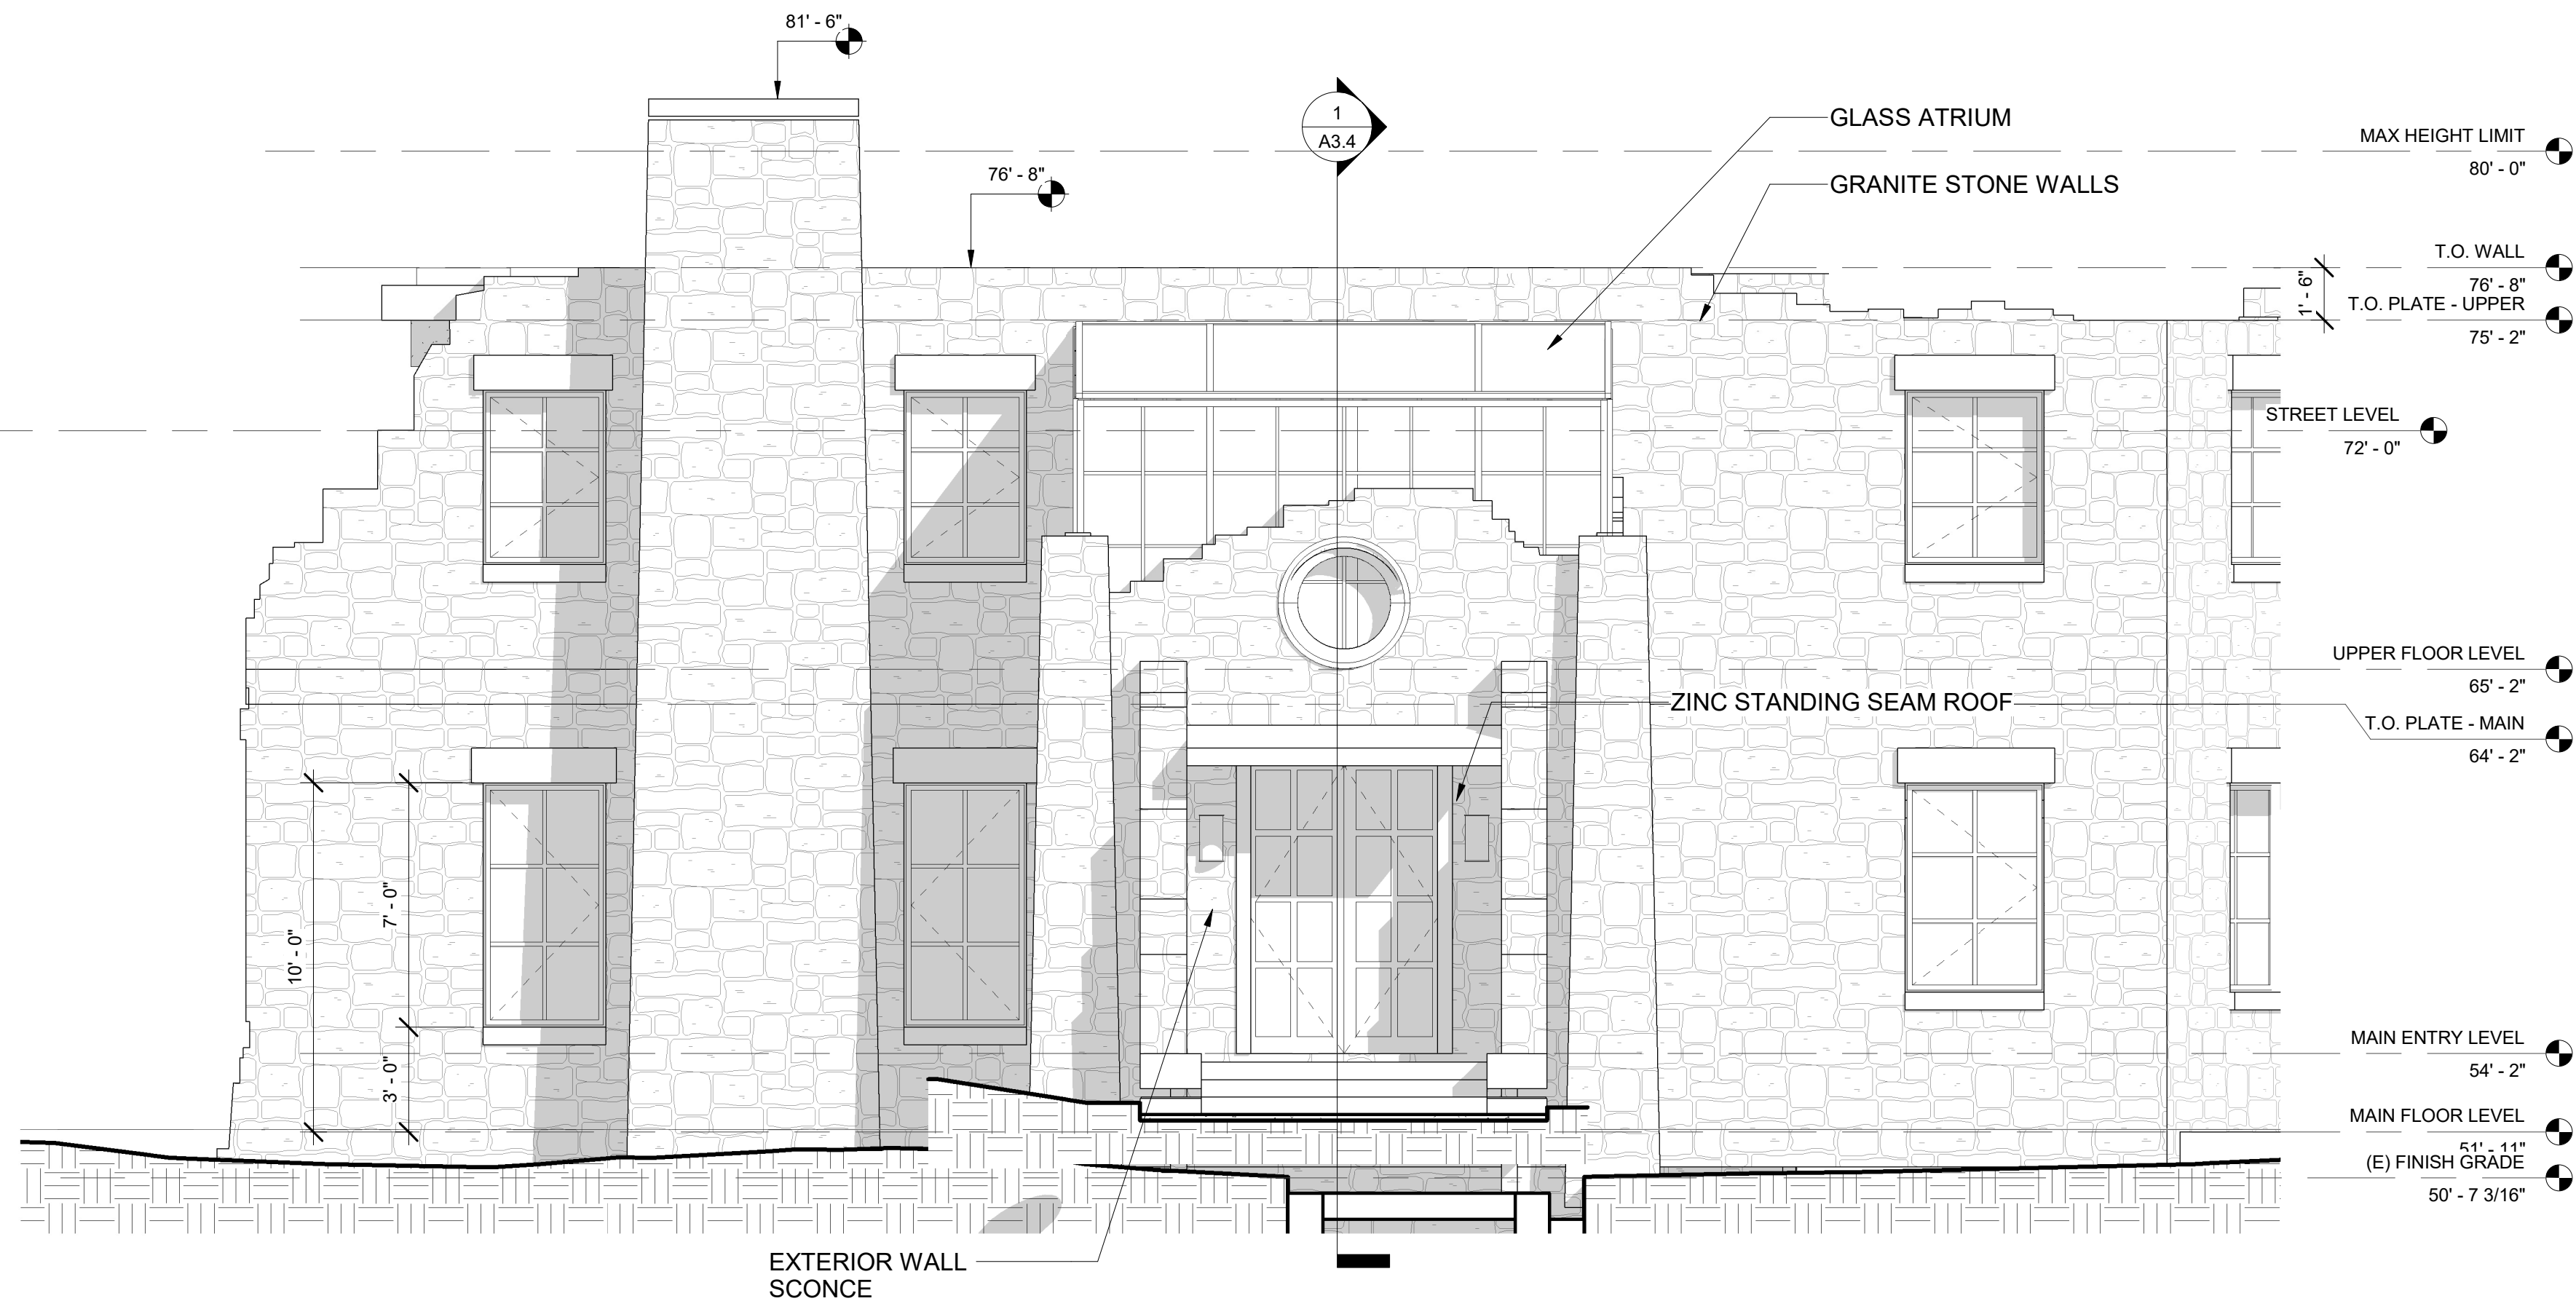 81' - 6"
1
A3.4
GLASS ATRIUM
MAX HEIGHT LIMIT
80' - 0"
76' - 8"
GRANITE STONE WALLS
T.O. WALL
76' - 8"
1' - 6"
T.O. PLATE - UPPER
75' - 2"
STREET LEVEL
72' - 0"
UPPER FLOOR LEVEL
65' - 2"
ZINC STANDING SEAM ROOF
T.O. PLATE - MAIN
64' - 2"
10' - 0"
7' - 0"
3' - 0"
MAIN ENTRY LEVEL
54' - 2"
MAIN FLOOR LEVEL
51' - 11"
(E) FINISH GRADE
50' - 7 3/16"
EXTERIOR WALL
SCONCE